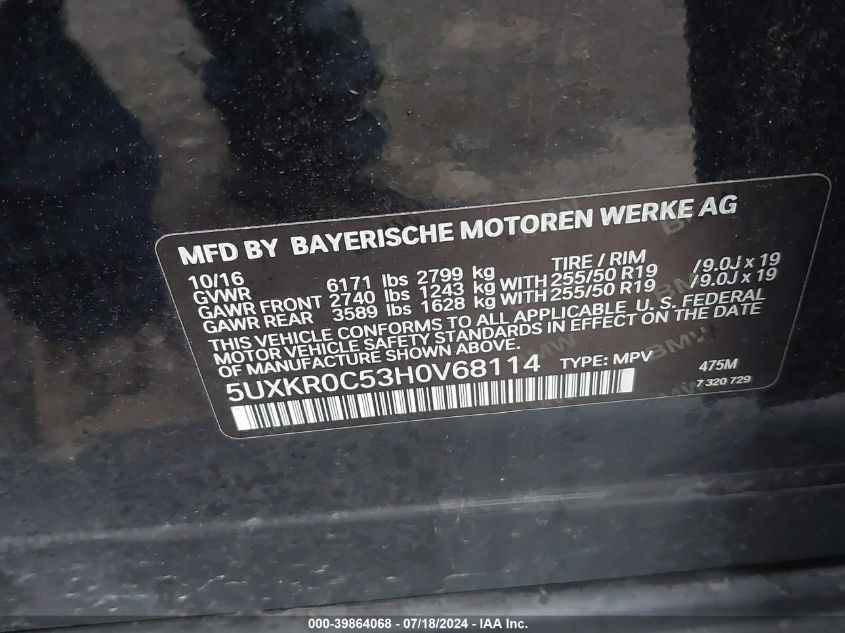 MFD BY BAYERISCHE MOTOREN WERKE AG
10/16 TIRE / RIM
GVWR 6171 lbs 2799 kg
GAWR FRONT 2740 lbs 1243 kg WITH 255/50 R19 /9.0J x 19
GAWR REAR 3589 lbs 1628 kg WITH 255/50 R19 /9.0J x 19
THIS VEHICLE CONFORMS TO ALL APPLICABLE U. S. FEDERAL
MOTOR VEHICLE SAFETY STANDARDS IN EFFECT ON THE DATE
OF MANUFACTURE SHOWN ABOVE.
5UXKR0C53H0V68114 TYPE: MPV 475M
7 320 729
BMW
BMW
BMW
000-39864068 / 07/18/2024 - IAA Inc.